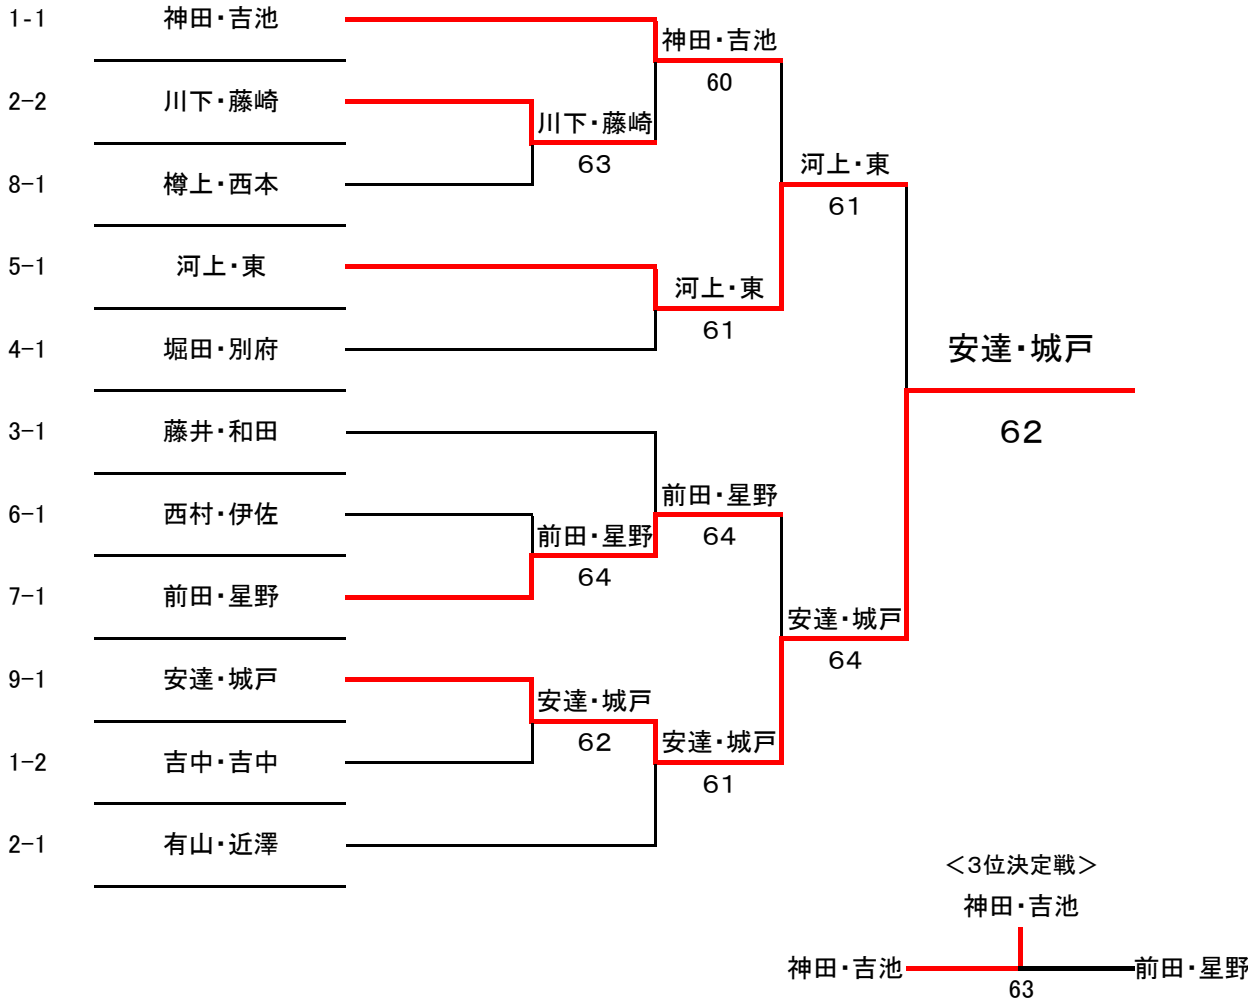 1-1 神田・吉池
神田・吉池
60
2-2 川下・藤崎
川下・藤崎
63
8-1 樽上・西本
河上・東
61
5-1 河上・東
河上・東
61
4-1 堀田・別府
安達・城戸
62
3-1 藤井・和田
前田・星野
64
6-1 西村・伊佐
前田・星野
64
7-1 前田・星野
安達・城戸
64
9-1 安達・城戸
安達・城戸
62
安達・城戸
61
1-2 吉中・吉中
2-1 有山・近澤
＜3位決定戦＞
神田・吉池
神田・吉池 前田・星野
63